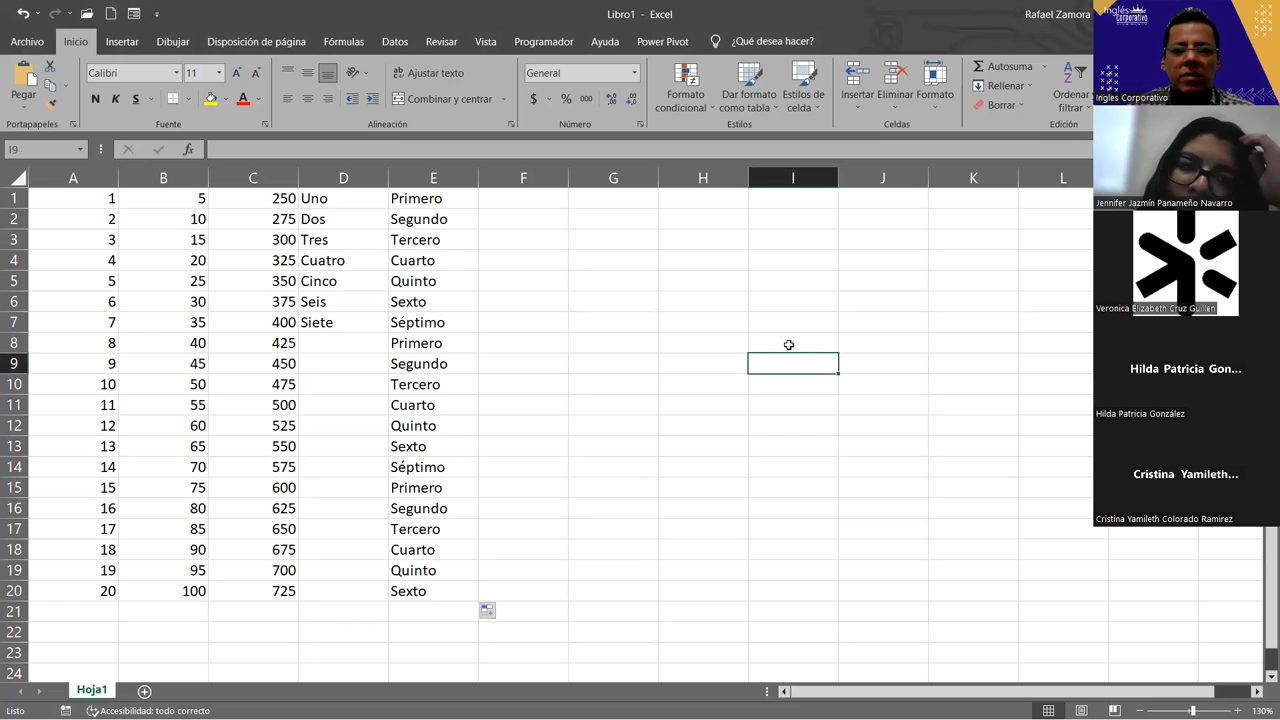 Libro1 - Excel
Rafael Zamora
Archivo Inicio Insertar Dibujar Disposición de página Fórmulas Datos Revisar Vista Programador Ayuda Power Pivot ¿Qué desea hacer?
Pegar
Calibri 11
N K S
Ajustar texto
Combinar y centrar
General
$ % 000
Formato condicional
Dar formato como tabla
Estilos de celda
Insertar Eliminar Formato
Autosuma
Rellenar
Borrar
Ordenar filtrar
Portapapeles Fuente Alineación Número Estilos Celdas Edición
I9 fx
A B C D E F G H I J K L
1 1 5 250 Uno Primero
2 2 10 275 Dos Segundo
3 3 15 300 Tres Tercero
4 4 20 325 Cuatro Cuarto
5 5 25 350 Cinco Quinto
6 6 30 375 Seis Sexto
7 7 35 400 Siete Séptimo
8 8 40 425 Primero
9 9 45 450 Segundo
10 10 50 475 Tercero
11 11 55 500 Cuarto
12 12 60 525 Quinto
13 13 65 550 Sexto
14 14 70 575 Séptimo
15 15 75 600 Primero
16 16 80 625 Segundo
17 17 85 650 Tercero
18 18 90 675 Cuarto
19 19 95 700 Quinto
20 20 100 725 Sexto
21
22
23
24
Hoja1
Listo
Accesibilidad: todo correcto
130%
Inglés Corporativo
Ingles Corporativo
Jennifer Jazmín Panameño Navarro
Veronica Elizabeth Cruz Guillen
Hilda Patricia Gon...
Hilda Patricia González
Cristina Yamileth...
Cristina Yamileth Colorado Ramirez